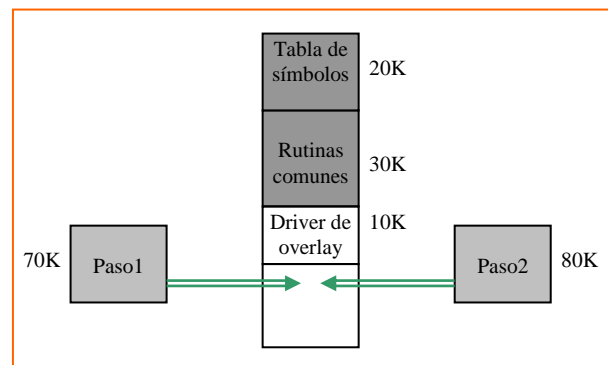 Tabla de
símbolos
20K
Rutinas
comunes
30K
Driver de
overlay
10K
70K
Paso1
Paso2
80K